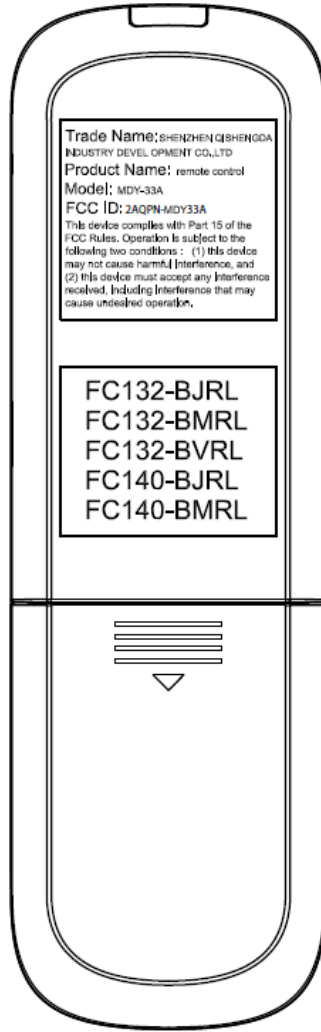 Trade Name:SHENZHEN QISHENGDA
INDUSTRY DEVEL OPMENT CO.,LTD
Product Name: remote control
Model: MDY-33A
FCC ID: 2AQPN-MDY33A
This device complies with Part 15 of the
FCC Rules. Operation is subject to the
following two conditions : (1) this device
may not cause harmful interference, and
(2) this device must accept any interference
received, including interference that may
cause undesired operation.
FC132-BJRL
FC132-BMRL
FC132-BVRL
FC140-BJRL
FC140-BMRL